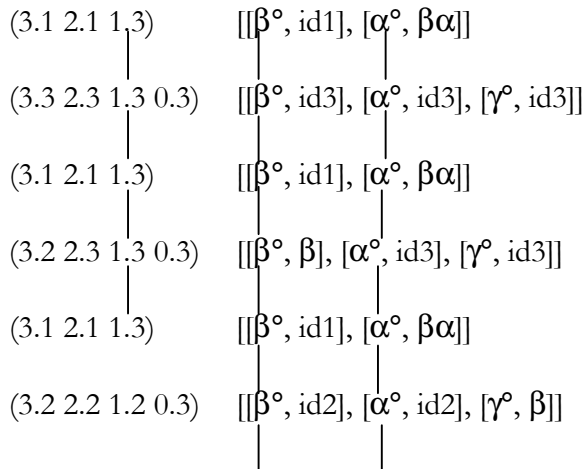 (3.1 2.1 1.3) [[β°, id1], [α°, βα]]
(3.3 2.3 1.3 0.3) [[β°, id3], [α°, id3], [γ°, id3]]
(3.1 2.1 1.3) [[β°, id1], [α°, βα]]
(3.2 2.3 1.3 0.3) [[β°, β], [α°, id3], [γ°, id3]]
(3.1 2.1 1.3) [[β°, id1], [α°, βα]]
(3.2 2.2 1.2 0.3) [[β°, id2], [α°, id2], [γ°, β]]